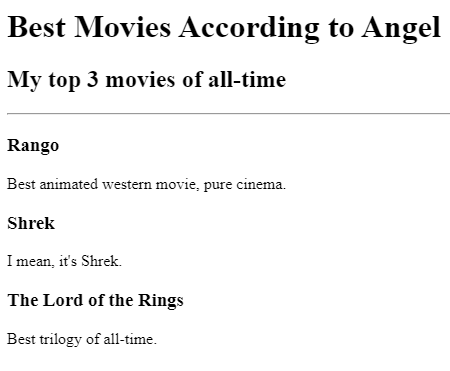 Best Movies According to Angel
My top 3 movies of all-time
Rango
Best animated western movie, pure cinema.
Shrek
I mean, it's Shrek.
The Lord of the Rings
Best trilogy of all-time.